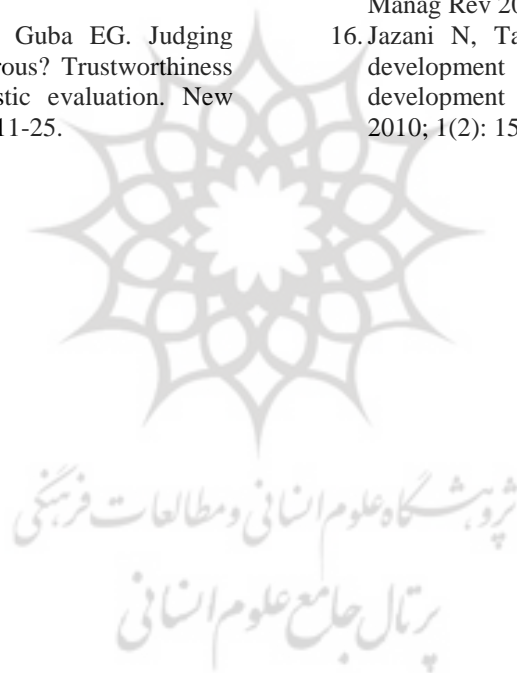 Guba EG. Judging
rous? Trustworthiness
stic evaluation. New
11-25.
Manag Rev 20
16. Jazani N, Ta
development
development
2010; 1(2): 15
پژوهشگاه علوم انسانی و مطالعات فرهنگی
پرتال جامع علوم انسانی